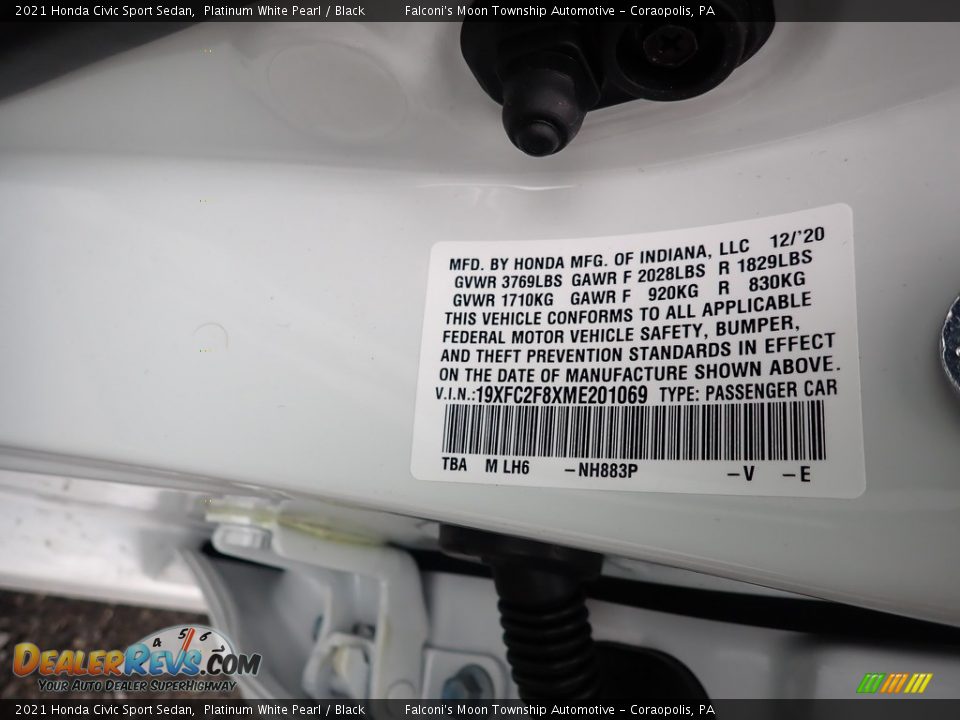 2021 Honda Civic Sport Sedan, Platinum White Pearl / Black Falconi's Moon Township Automotive - Coraopolis, PA
MFD. BY HONDA MFG. OF INDIANA, LLC 12/'20
GVWR 3769LBS GAWR F 2028LBS R 1829LBS
GVWR 1710KG GAWR F 920KG R 830KG
THIS VEHICLE CONFORMS TO ALL APPLICABLE
FEDERAL MOTOR VEHICLE SAFETY, BUMPER,
AND THEFT PREVENTION STANDARDS IN EFFECT
ON THE DATE OF MANUFACTURE SHOWN ABOVE.
V.I.N.:19XFC2F8XME201069 TYPE: PASSENGER CAR
TBA M LH6 -NH883P -V -E
4 5 6
DEALERREVS.COM
YOUR AUTO DEALER SUPERHIGHWAY
2021 Honda Civic Sport Sedan, Platinum White Pearl / Black Falconi's Moon Township Automotive - Coraopolis, PA